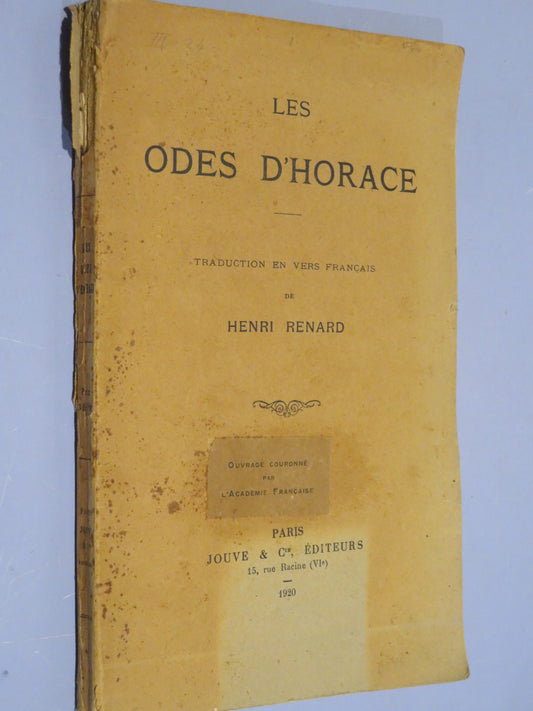 LES
ODES D'HORACE
TRADUCTION EN VERS FRANÇAIS
DE
HENRI RENARD
OUVRAGE COURONNÉ
PAR
L'ACADÉMIE FRANÇAISE
PARIS
JOUVE & Cie, ÉDITEURS
15, rue Racine (VIe)
1920